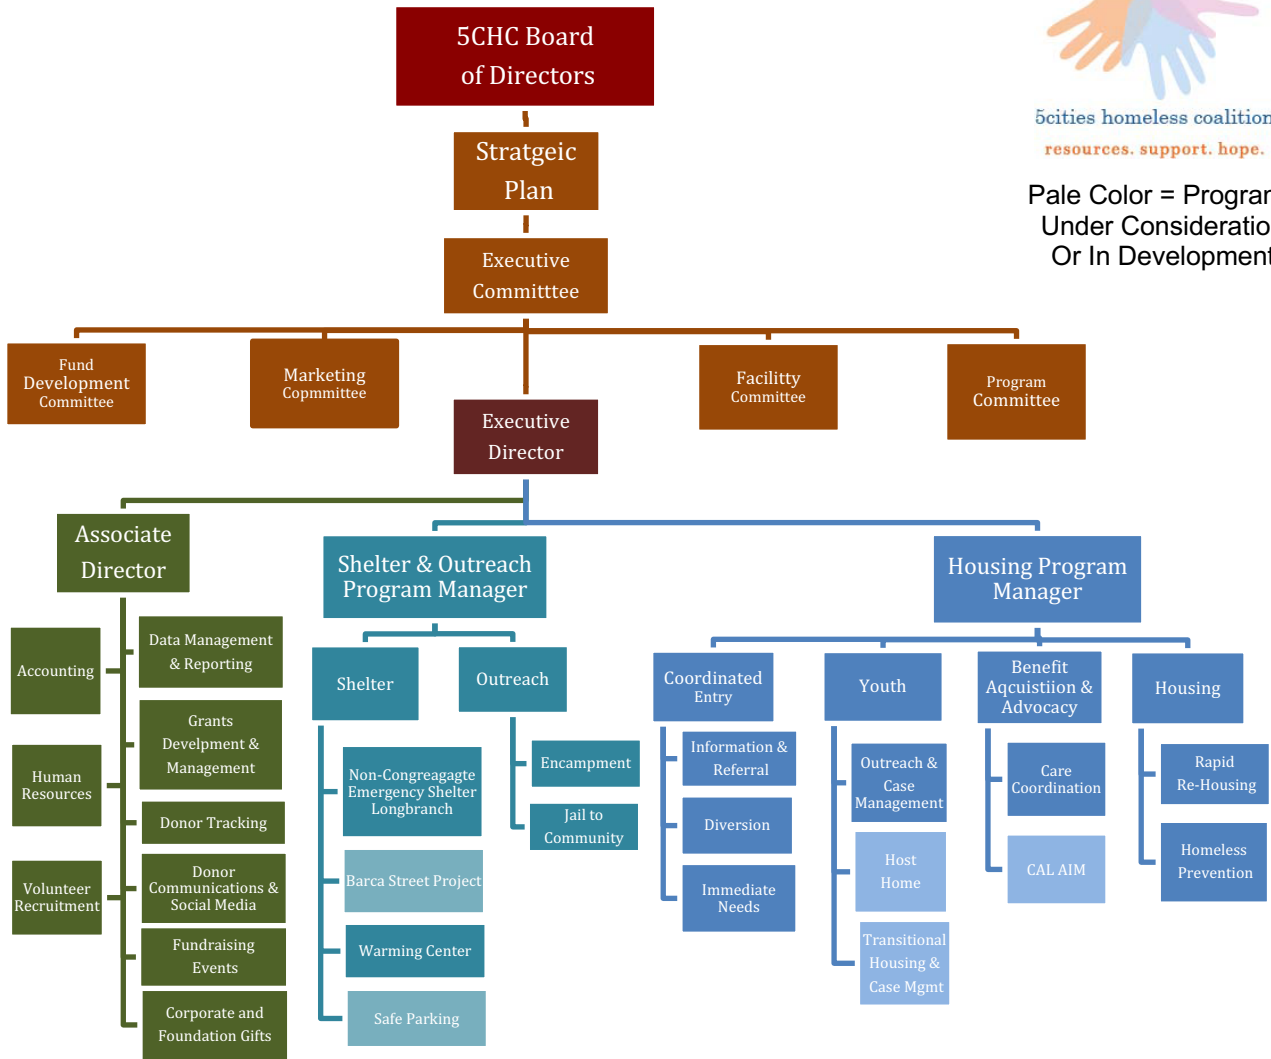 5CHC Board
of Directors
5cities homeless coalition
resources. support. hope.
Pale Color = Program
Under Consideration
Or In Development
Stratgeic
Plan
Executive
Committtee
Fund
Development
Committee
Marketing
Copmmittee
Facilitty
Committee
Program
Committee
Executive
Director
Associate
Director
Shelter & Outreach
Program Manager
Housing Program
Manager
Accounting
Human
Resources
Volunteer
Recruitment
Data Management
& Reporting
Grants
Develpment &
Management
Donor Tracking
Donor
Communications &
Social Media
Fundraising
Events
Corporate and
Foundation Gifts
Shelter
Non-Congreagagte
Emergency Shelter
Longbranch
Barca Street Project
Warming Center
Safe Parking
Outreach
Encampment
Jail to
Community
Coordinated
Entry
Information &
Referral
Diversion
Immediate
Needs
Youth
Outreach &
Case
Management
Host
Home
Transitional
Housing &
Case Mgmt
Benefit
Aqcuistiion &
Advocacy
Care
Coordination
CAL AIM
Housing
Rapid
Re-Housing
Homeless
Prevention